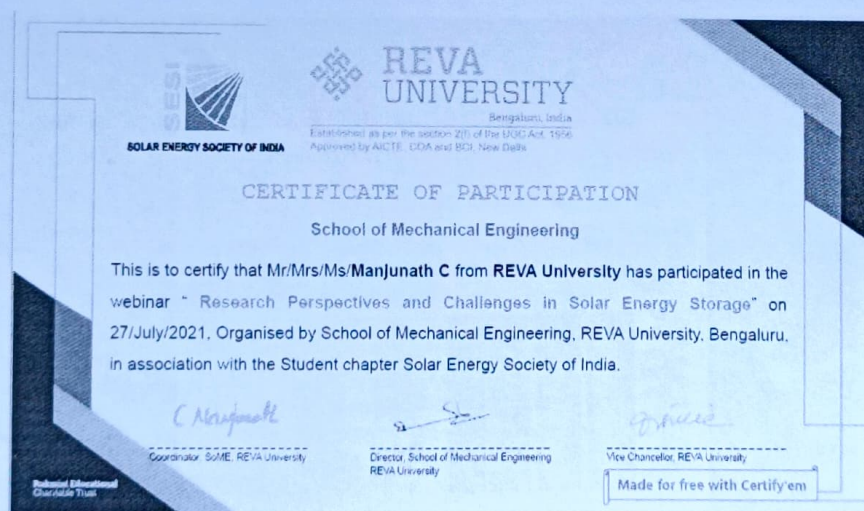 SESI
SOLAR ENERGY SOCIETY OF INDIA
REVA
UNIVERSITY
Bengaluru, India
Established as per the section 2(f) of the UGC Act, 1956
Approved by AICTE, COA and BCI, New Delhi
CERTIFICATE OF PARTICIPATION
School of Mechanical Engineering
This is to certify that Mr/Mrs/Ms/Manjunath C from REVA University has participated in the
webinar " Research Perspectives and Challenges in Solar Energy Storage" on
27/July/2021, Organised by School of Mechanical Engineering, REVA University, Bengaluru,
in association with the Student chapter Solar Energy Society of India.
Coordinator, SoME, REVA University
Director, School of Mechanical Engineering
REVA University
Vice Chancellor, REVA University
Rukmini Educational
Charitable Trust
Made for free with Certify'em